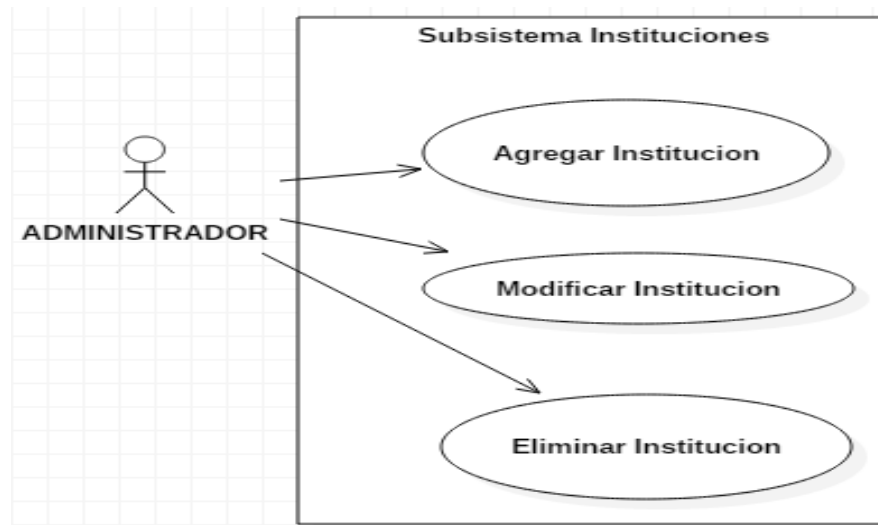 Subsistema Instituciones
Agregar Institucion
ADMINISTRADOR
Modificar Institucion
Eliminar Institucion